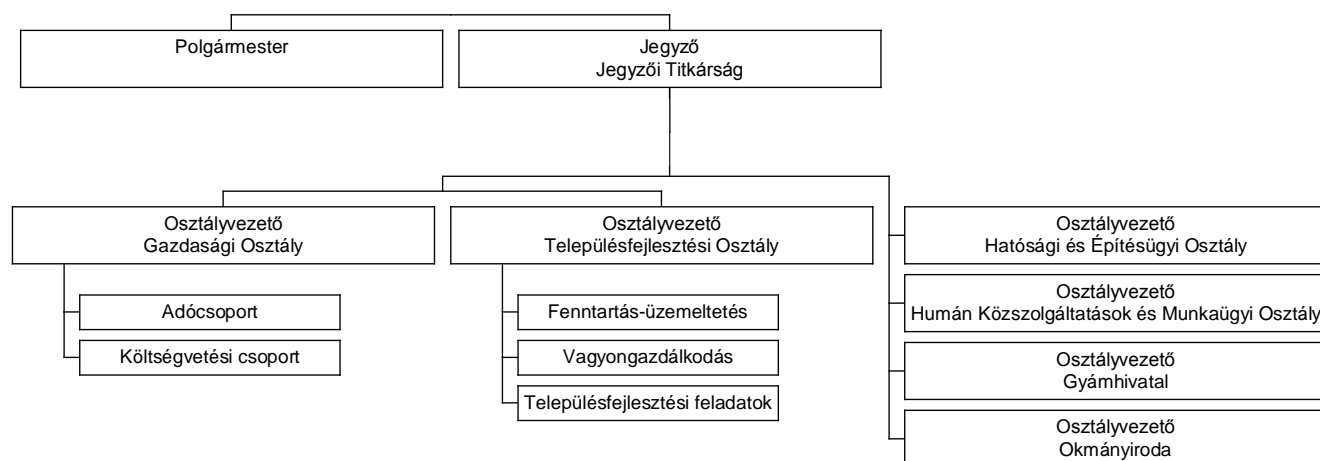 Polgármester
Jegyző
Jegyzői Titkárság
Osztályvezető
Gazdasági Osztály
Adócsoport
Költségvetési csoport
Osztályvezető
Településfejlesztési Osztály
Fenntartás-üzemeltetés
Vagyongazdálkodás
Településfejlesztési feladatok
Osztályvezető
Hatósági és Építésügyi Osztály
Osztályvezető
Humán Közszolgáltatások és Munkaügyi Osztály
Osztályvezető
Gyámhivatal
Osztályvezető
Okmányiroda